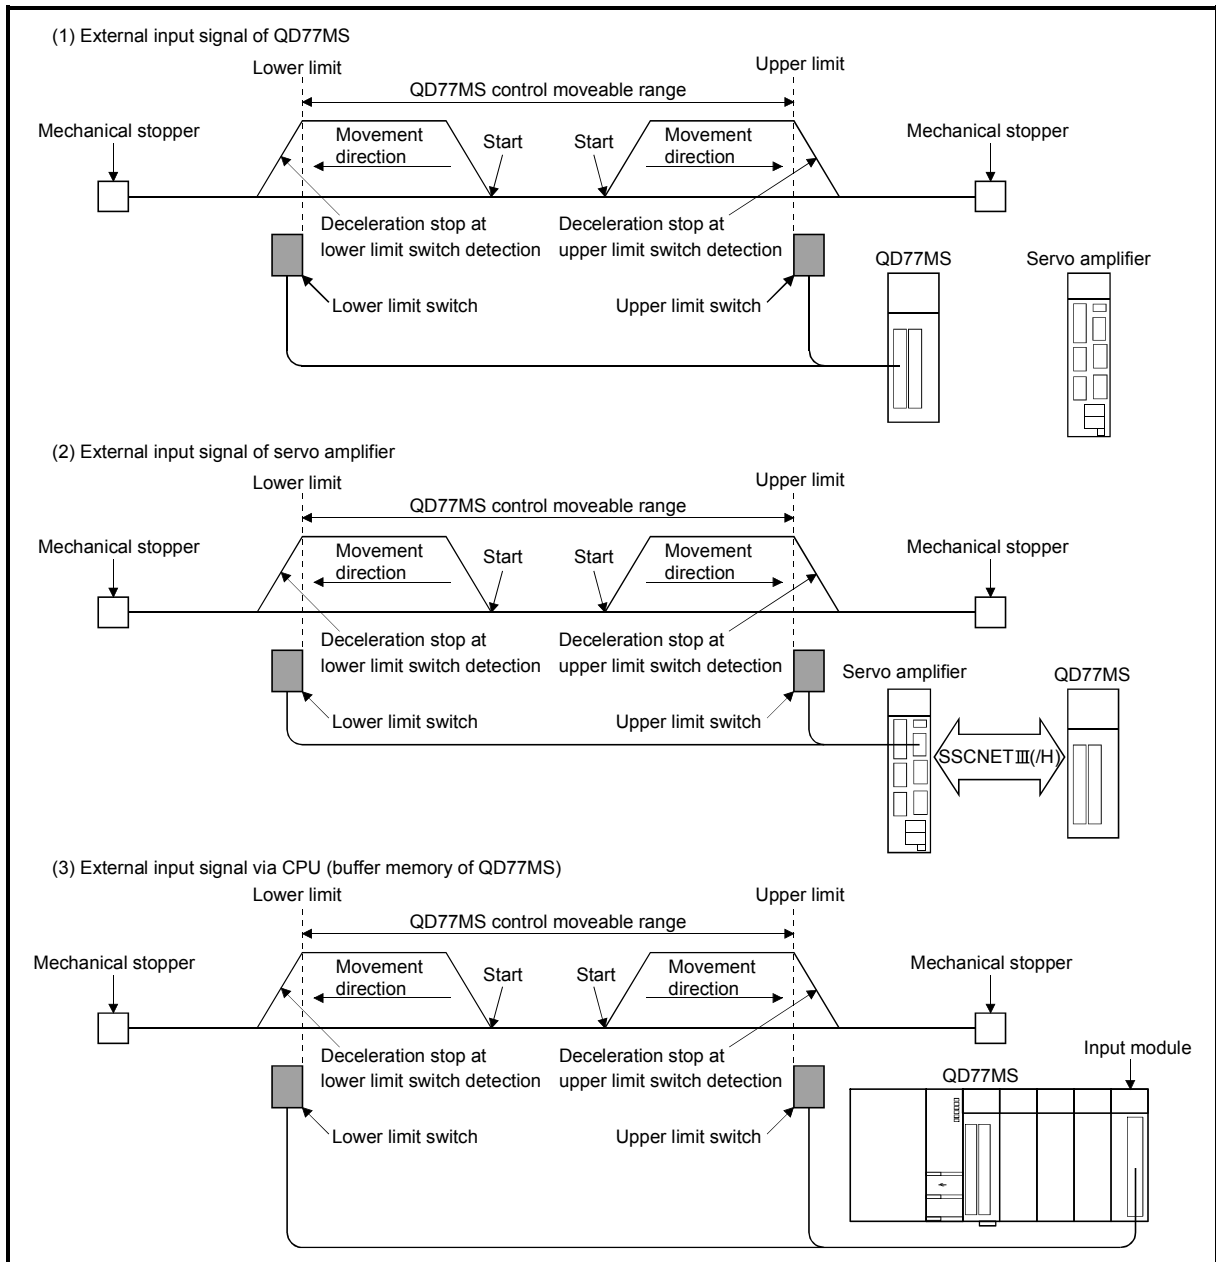 (1) External input signal of QD77MS
Lower limit
Upper limit
QD77MS control moveable range
Mechanical stopper
Movement
direction
Start
Start
Movement
direction
Mechanical stopper
Deceleration stop at
lower limit switch detection
Deceleration stop at
upper limit switch detection
QD77MS
Servo amplifier
Lower limit switch
Upper limit switch
(2) External input signal of servo amplifier
Lower limit
Upper limit
QD77MS control moveable range
Mechanical stopper
Movement
direction
Start
Start
Movement
direction
Mechanical stopper
Deceleration stop at
lower limit switch detection
Deceleration stop at
upper limit switch detection
Servo amplifier
QD77MS
Lower limit switch
Upper limit switch
SSCNETⅢ(/H)
(3) External input signal via CPU (buffer memory of QD77MS)
Lower limit
Upper limit
QD77MS control moveable range
Mechanical stopper
Movement
direction
Start
Start
Movement
direction
Mechanical stopper
Deceleration stop at
lower limit switch detection
Deceleration stop at
upper limit switch detection
Input module
QD77MS
Lower limit switch
Upper limit switch